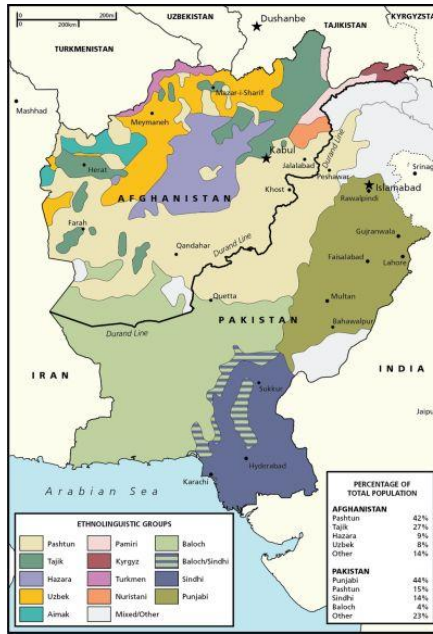 0 200mi
0 200km
UZBEKISTAN
Dushanbe
TAJIKISTAN
KYRGYZSTA
TURKMENISTAN
Mashhad
Mazar-i-Sharif
Meymaneh
Herat
Kabul
Jalalabad
Durand Line
Peshawar
Srinag
AFGHANISTAN
Khost
Islamabad
Rawalpindi
Farah
Gujranwala
Qandahar
Durand Line
Faisalabad
Lahore
Quetta
Multan
Durand Line
PAKISTAN
Bahawalpur
IRAN
INDIA
Sukkur
Jaipu
Hyderabad
Karachi
Arabian Sea
ETHNOLINGUISTIC GROUPS
Pashtun
Tajik
Hazara
Uzbek
Aimak
Pamiri
Kyrgyz
Turkmen
Nuristani
Mixed/Other
Baloch
Baloch/Sindhi
Sindhi
Punjabi
PERCENTAGE OF
TOTAL POPULATION
AFGHANISTAN
Pashtun 42%
Tajik 27%
Hazara 9%
Uzbek 8%
Other 14%
PAKISTAN
Punjabi 44%
Pashtun 15%
Sindhi 14%
Baloch 4%
Other 23%